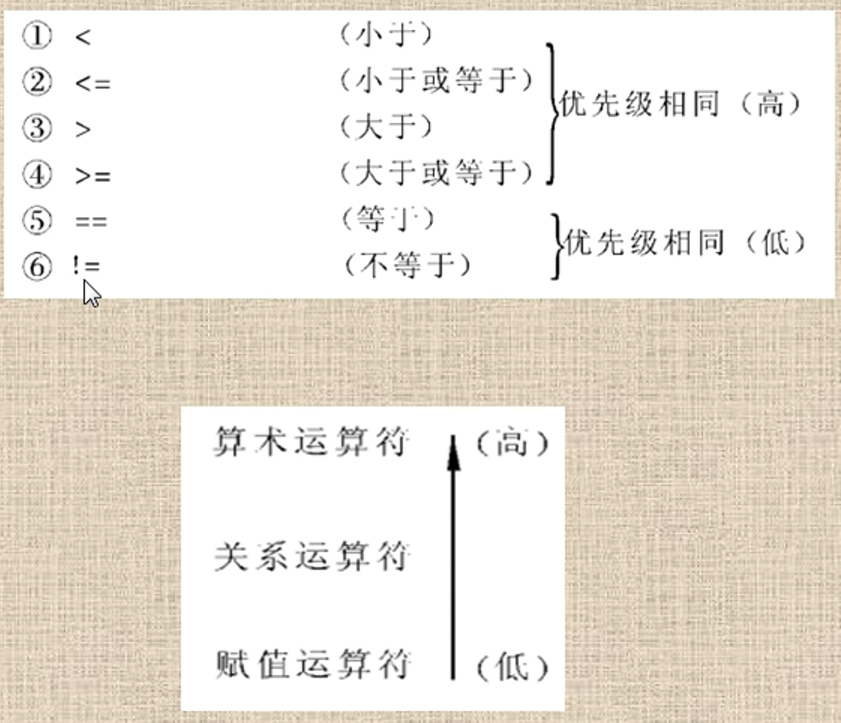 ① < （小于）
② <= （小于或等于）
③ > （大于）
④ >= （大于或等于）
优先级相同（高）
⑤ == （等于）
⑥ != （不等于）
优先级相同（低）
算术运算符 （高）
关系运算符
赋值运算符 （低）